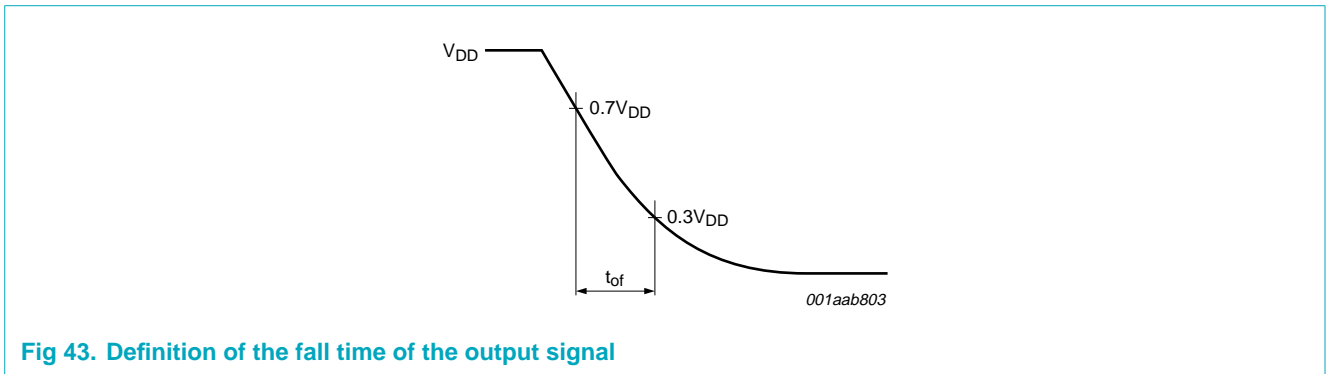 VDD
0.7VDD
0.3VDD
tof
001aab803
Fig 43. Definition of the fall time of the output signal